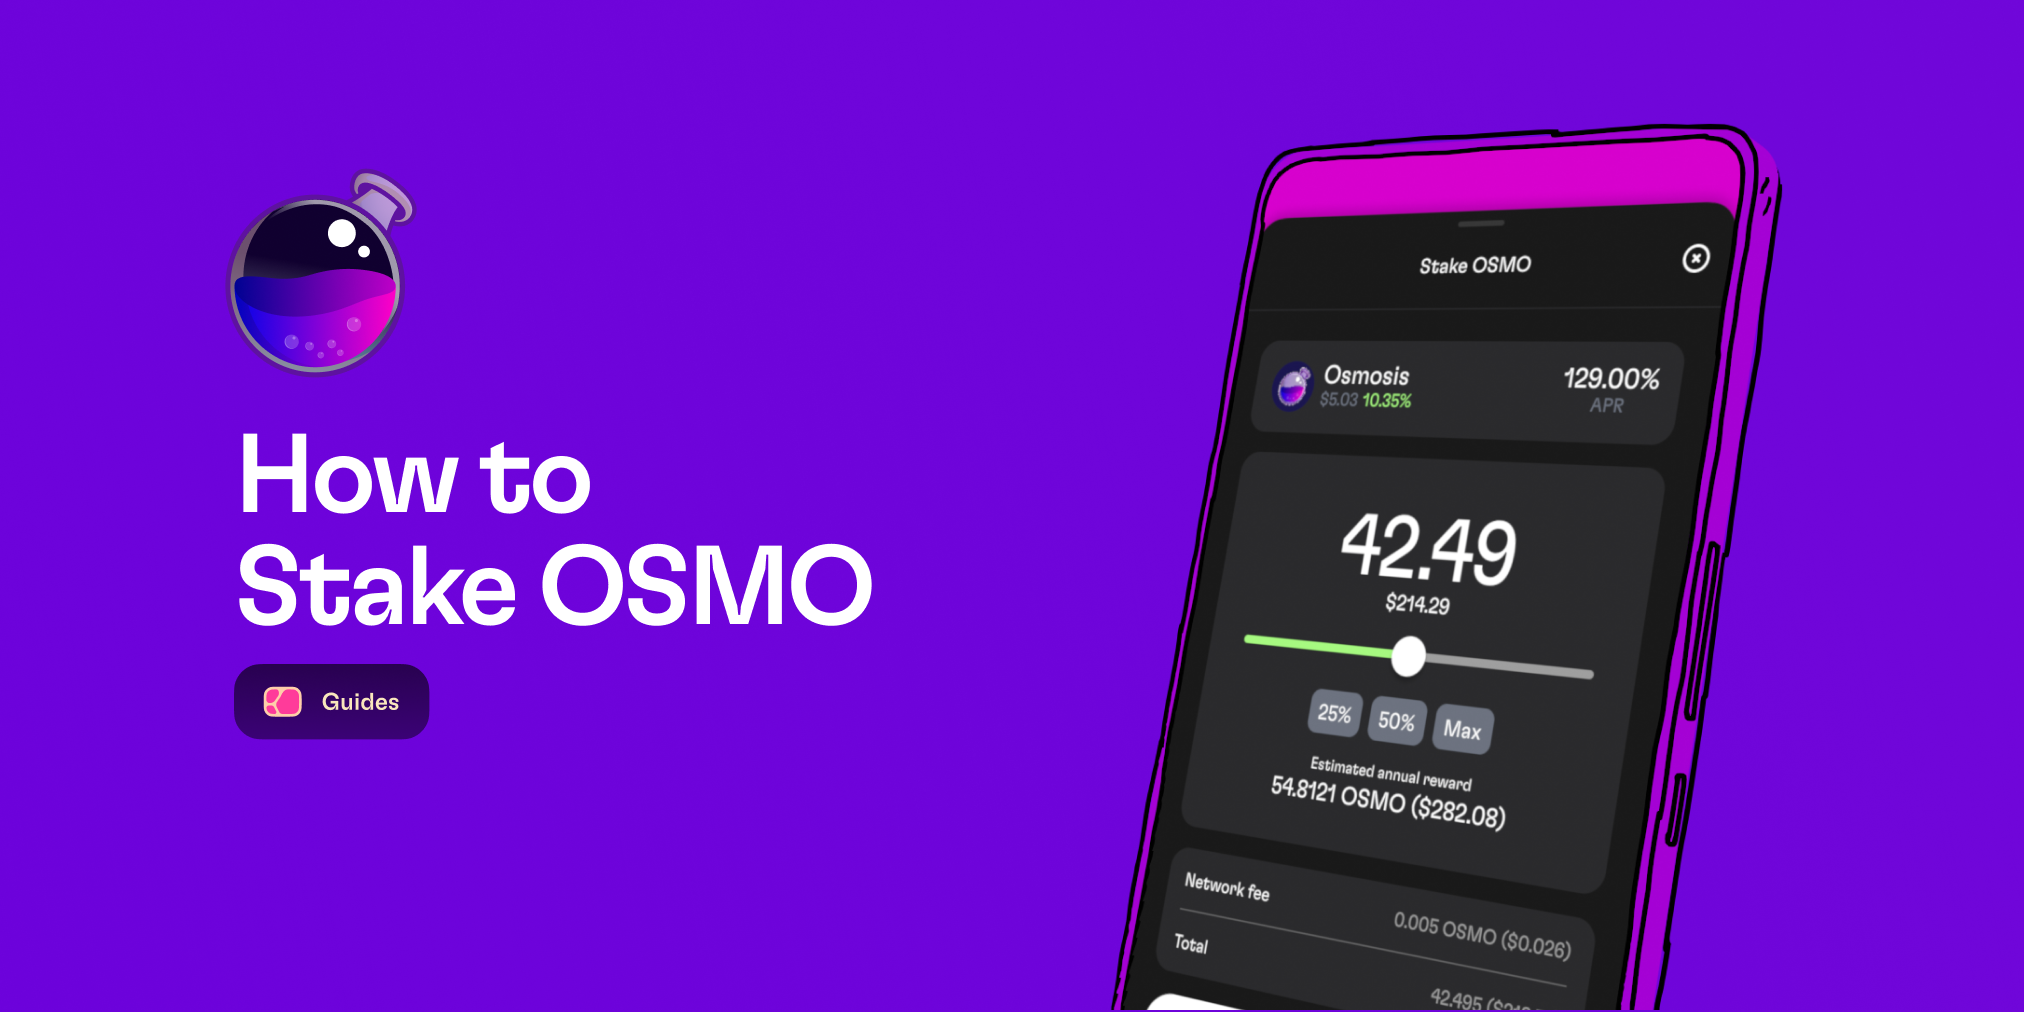 How to
Stake OSMO
Guides
Stake OSMO
Osmosis
$5.03 10.35%
129.00%
APR
42.49
$214.29
25% 50% Max
Estimated annual reward
54.8121 OSMO ($282.08)
Network fee
0.005 OSMO ($0.026)
Total
42.495